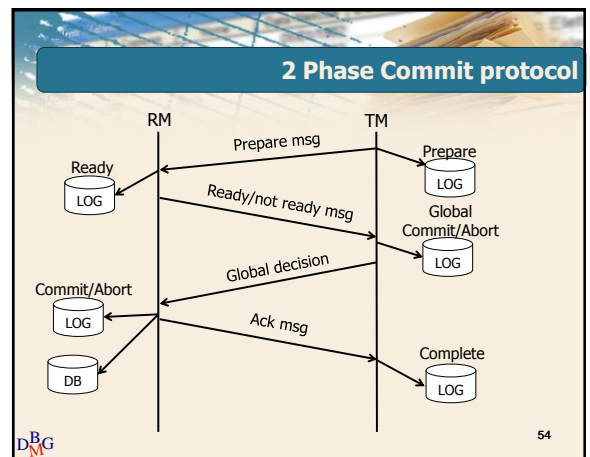 2 Phase Commit protocol
RM
TM
Prepare msg
Ready
LOG
Prepare
LOG
Ready/not ready msg
Global
Commit/Abort
LOG
Global decision
Commit/Abort
LOG
Ack msg
DB
Complete
LOG
DBMG
54